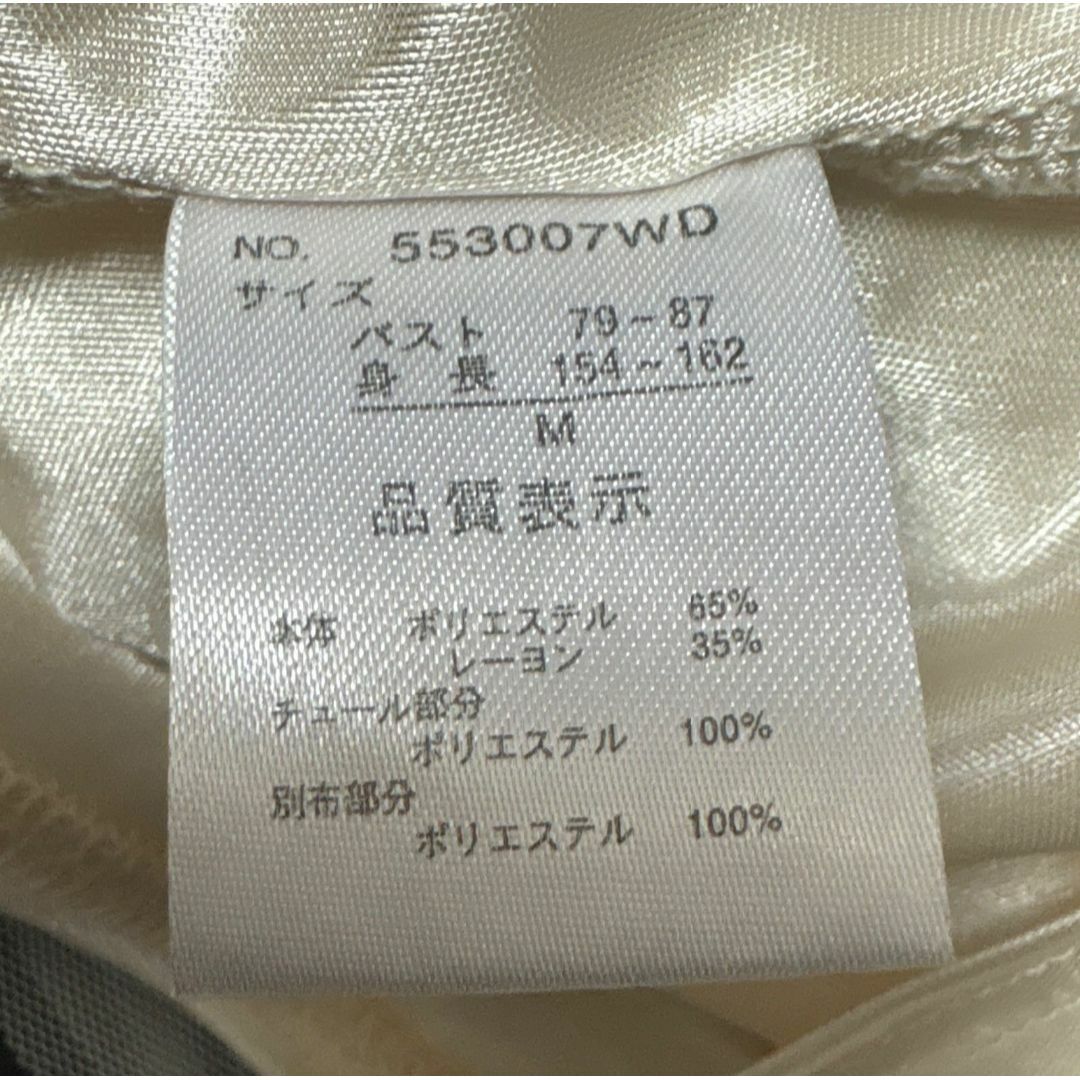 NO. 553007WD
サイズ
バスト 79～87
身 長 154～162
M
品質表示
本体 ポリエステル 65%
レーヨン 35%
チュール部分
ポリエステル 100%
別布部分
ポリエステル 100%